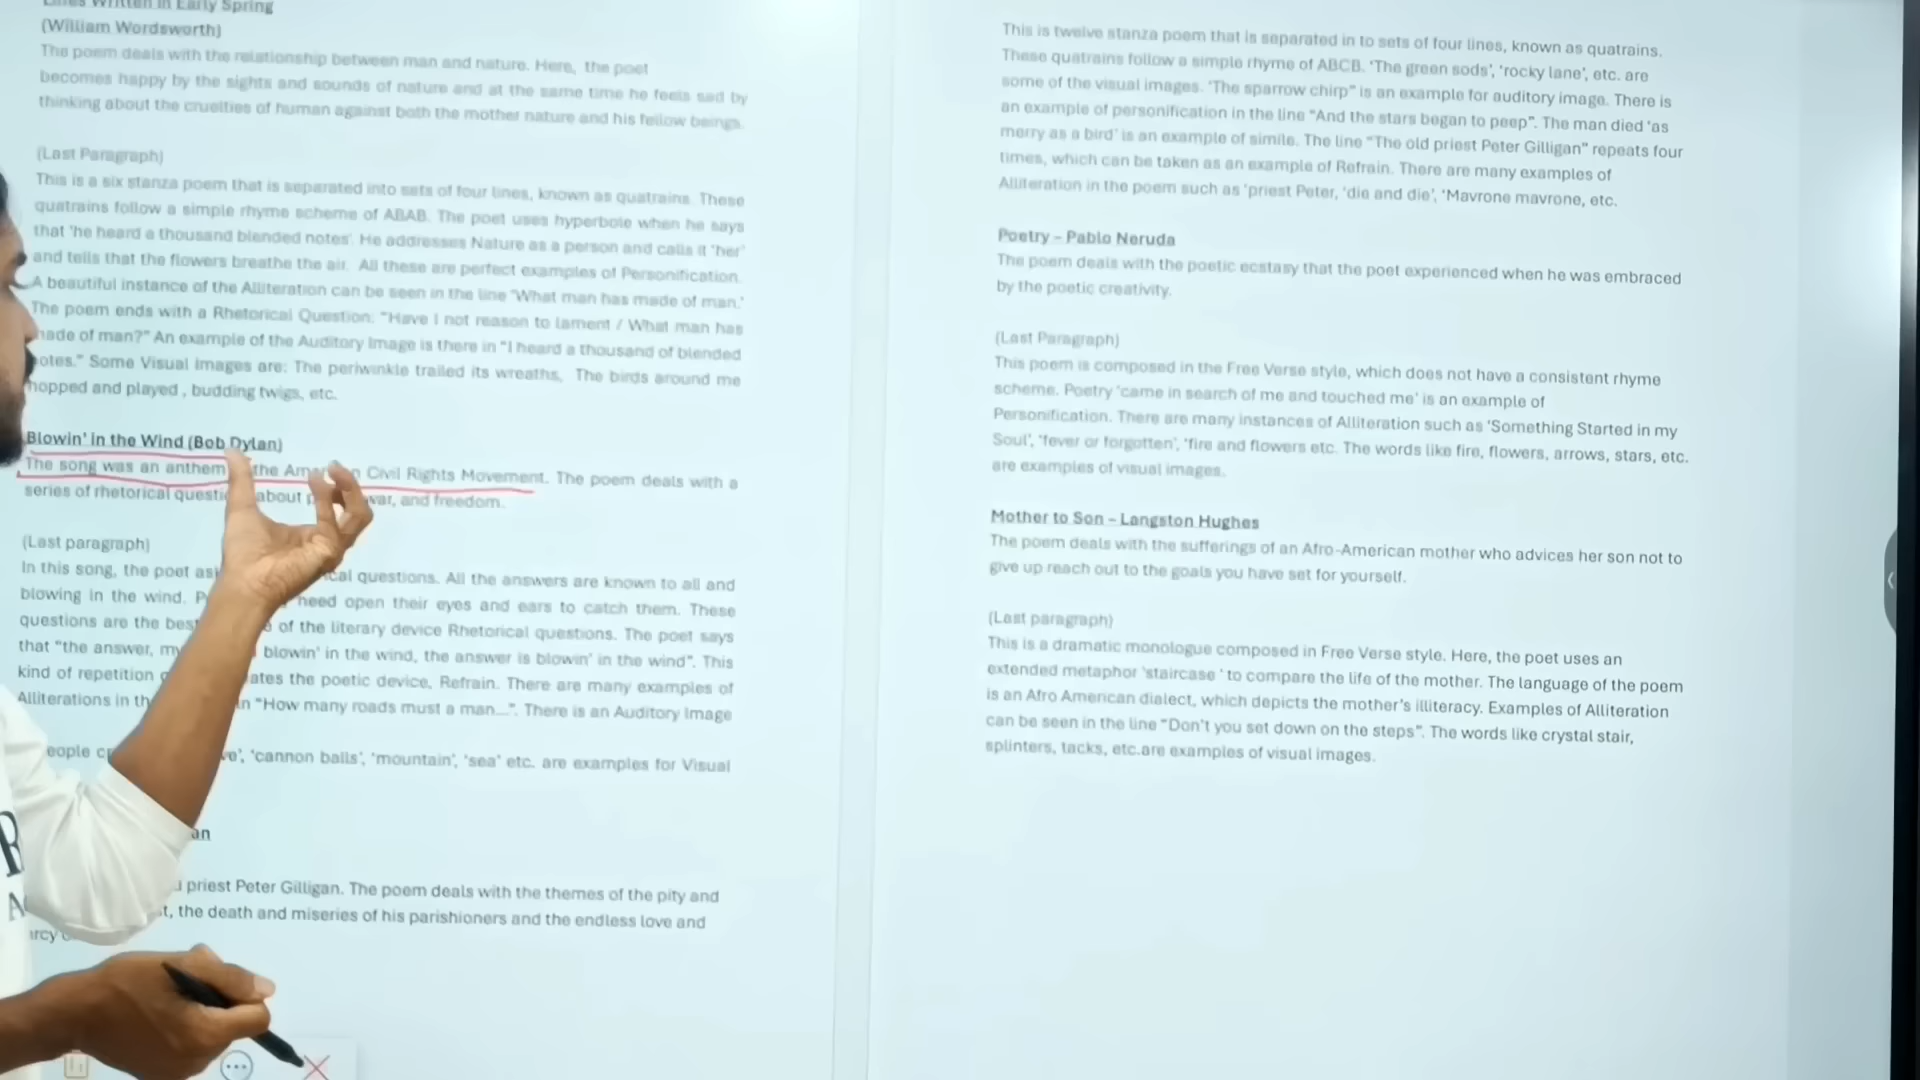 Lines Written in Early Spring
(William Wordsworth)
The poem deals with the relationship between man and nature. Here, the poet
becomes happy by the sights and sounds of nature and at the same time he feels sad by
thinking about the cruelties of human against both the mother nature and his fellow beings.
(Last Paragraph)
This is a six stanza poem that is separated into sets of four lines, known as quatrains. These
quatrains follow a simple rhyme scheme of ABAB. The poet uses hyperbole when he says
that 'he heard a thousand blended notes'. He addresses Nature as a person and calls it 'her'
and tells that the flowers breathe the air. All these are perfect examples of Personification.
A beautiful instance of the Alliteration can be seen in the line 'What man has made of man.'
The poem ends with a Rhetorical Question: "Have I not reason to lament / What man has
made of man?" An example of the Auditory Image is there in "I heard a thousand of blended
notes." Some Visual Images are: The periwinkle trailed its wreaths, The birds around me
hopped and played , budding twigs, etc.
Blowin' in the Wind (Bob Dylan)
The song was an anthem the Civil Rights Movement. The poem deals with a
series of rhetorical about war, and freedom.
(Last paragraph)
In this song, the poet questions. All the answers are known to all and
blowing in the wind. need open their eyes and ears to catch them. These
questions are the best of the literary device Rhetorical questions. The poet says
that "the answer, my blowin' in the wind, the answer is blowin' in the wind". This
kind of repetition the poetic device, Refrain. There are many examples of
Alliterations in "How many roads must a man...". There is an Auditory Image
'cannon balls', 'mountain', 'sea' etc. are examples for Visual
priest Peter Gilligan. The poem deals with the themes of the pity and
the death and miseries of his parishioners and the endless love and
This is twelve stanza poem that is separated in to sets of four lines, known as quatrains.
These quatrains follow a simple rhyme of ABCB. 'The green sods', 'rocky lane', etc. are
some of the visual images. 'The sparrow chirp" is an example for auditory image. There is
an example of personification in the line "And the stars began to peep". The man died 'as
merry as a bird' is an example of simile. The line "The old priest Peter Gilligan" repeats four
times, which can be taken as an example of Refrain. There are many examples of
Alliteration in the poem such as 'priest Peter, 'die and die', 'Mavrone mavrone, etc.
Poetry – Pablo Neruda
The poem deals with the poetic ecstasy that the poet experienced when he was embraced
by the poetic creativity.
(Last Paragraph)
This poem is composed in the Free Verse style, which does not have a consistent rhyme
scheme. Poetry 'came in search of me and touched me' is an example of
Personification. There are many instances of Alliteration such as 'Something Started in my
Soul', 'fever or forgotten', 'fire and flowers etc. The words like fire, flowers, arrows, stars, etc.
are examples of visual images.
Mother to Son – Langston Hughes
The poem deals with the sufferings of an Afro-American mother who advices her son not to
give up reach out to the goals you have set for yourself.
(Last paragraph)
This is a dramatic monologue composed in Free Verse style. Here, the poet uses an
extended metaphor 'staircase ' to compare the life of the mother. The language of the poem
is an Afro American dialect, which depicts the mother's illiteracy. Examples of Alliteration
can be seen in the line "Don't you set down on the steps". The words like crystal stair,
splinters, tacks, etc.are examples of visual images.